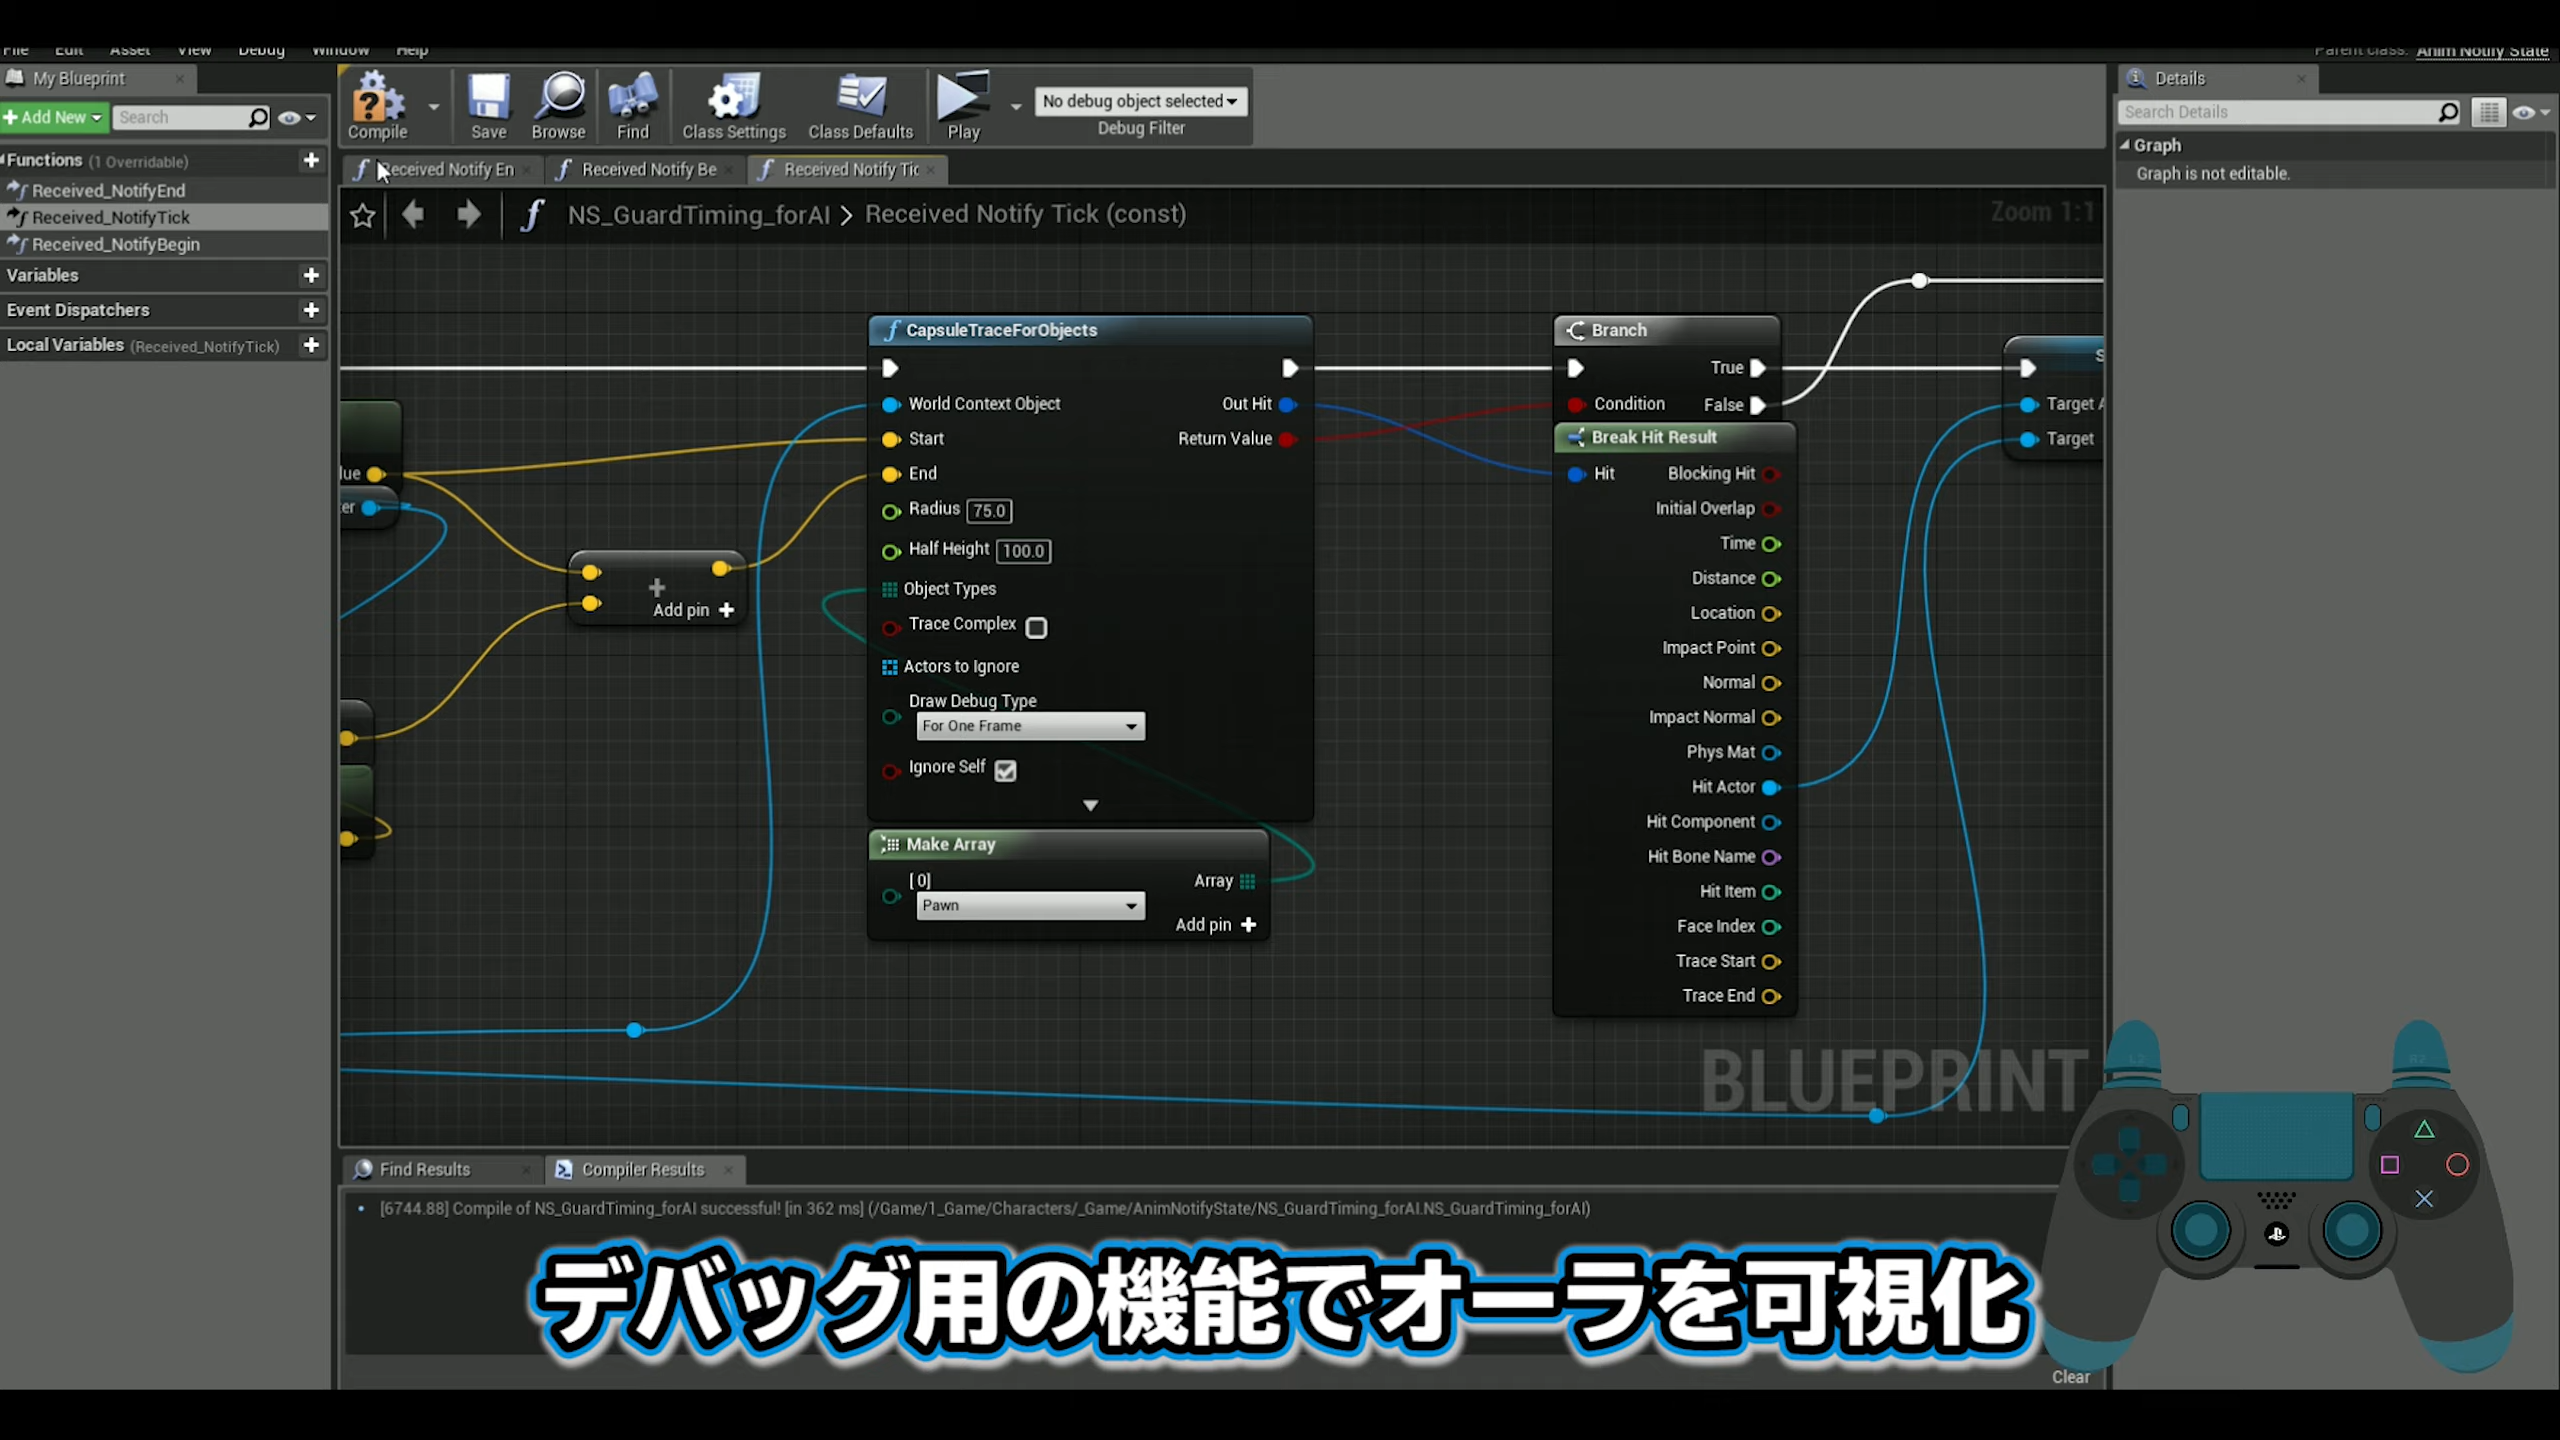 File Edit Asset View Debug Window Help
Parent class: Anim Notify State
My Blueprint
Add New
Search
Functions (1 Overridable)
Received_NotifyEnd
Received_NotifyTick
Received_NotifyBegin
Variables
Event Dispatchers
Local Variables (Received_NotifyTick)
Compile
Save
Browse
Find
Class Settings
Class Defaults
Play
No debug object selected
Debug Filter
Received Notify En
Received Notify Be
Received Notify Tic
NS_GuardTiming_forAI > Received Notify Tick (const)
Zoom 1:1
lue
er
Add pin
CapsuleTraceForObjects
World Context Object
Out Hit
Start
Return Value
End
Radius 75.0
Half Height 100.0
Object Types
Trace Complex
Actors to Ignore
Draw Debug Type
For One Frame
Ignore Self
Make Array
[0]
Array
Pawn
Add pin
Branch
True
Condition
False
Break Hit Result
Hit
Blocking Hit
Initial Overlap
Time
Distance
Location
Impact Point
Normal
Impact Normal
Phys Mat
Hit Actor
Hit Component
Hit Bone Name
Hit Item
Face Index
Trace Start
Trace End
S
Target A
Target
BLUEPRINT
Details
Search Details
Graph
Graph is not editable.
Find Results
Compiler Results
[6744.88] Compile of NS_GuardTiming_forAI successful! [in 362 ms] (/Game/1_Game/Characters/_Game/AnimNotifyState/NS_GuardTiming_forAI.NS_GuardTiming_forAI)
Clear
L2
R2
デバッグ用の機能でオーラを可視化